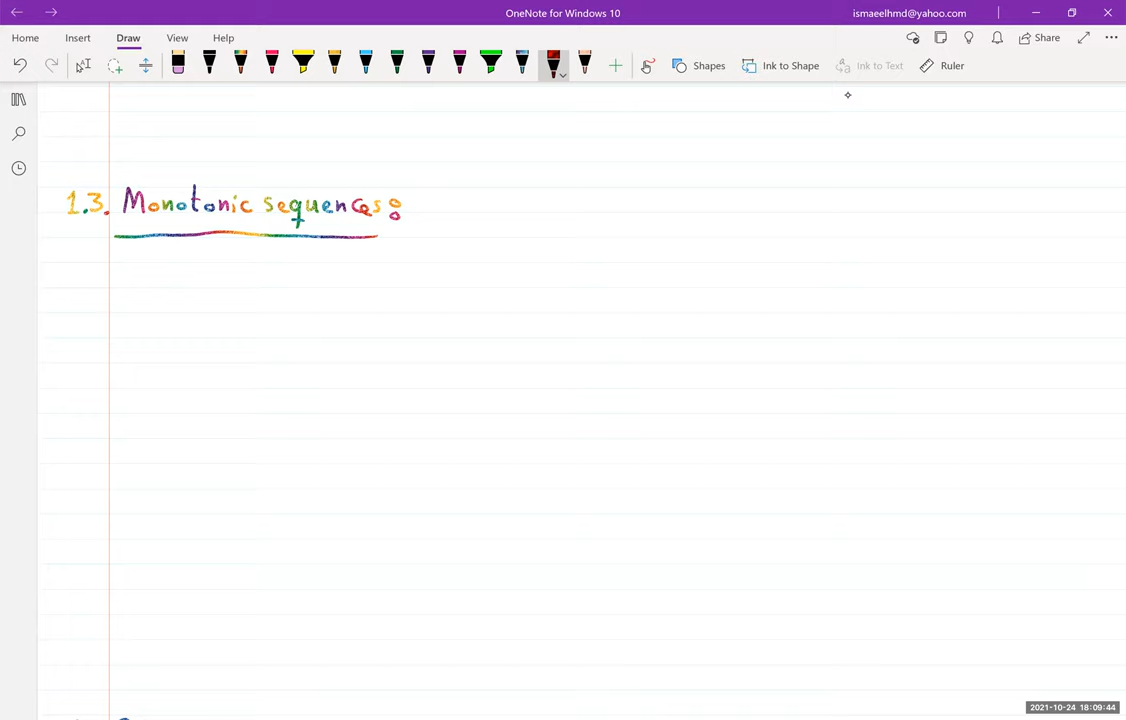 OneNote for Windows 10
ismaeelhmd@yahoo.com
Home Insert Draw View Help
Share
Shapes Ink to Shape Ink to Text Ruler
1.3. Monotonic sequences:
2021-10-24 18:09:44